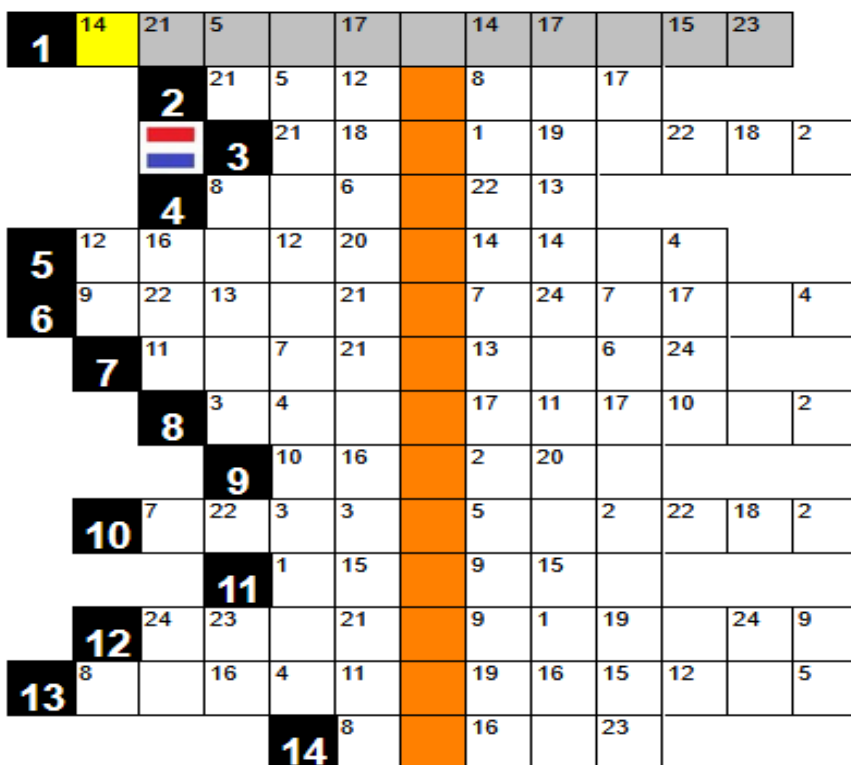 1 14 21 5 17 14 17 15 23
2 21 5 12 8 17
3 21 18 1 19 22 18 2
4 8 6 22 13
5 12 16 12 20 14 14 4
6 9 22 13 21 7 24 7 17 4
7 11 7 21 13 6 24
8 3 4 17 11 17 10 2
9 10 16 2 20
10 7 22 3 3 5 2 22 18 2
11 1 15 9 15
12 24 23 21 9 1 19 24 9
13 8 16 4 11 19 16 15 12 5
14 8 16 23